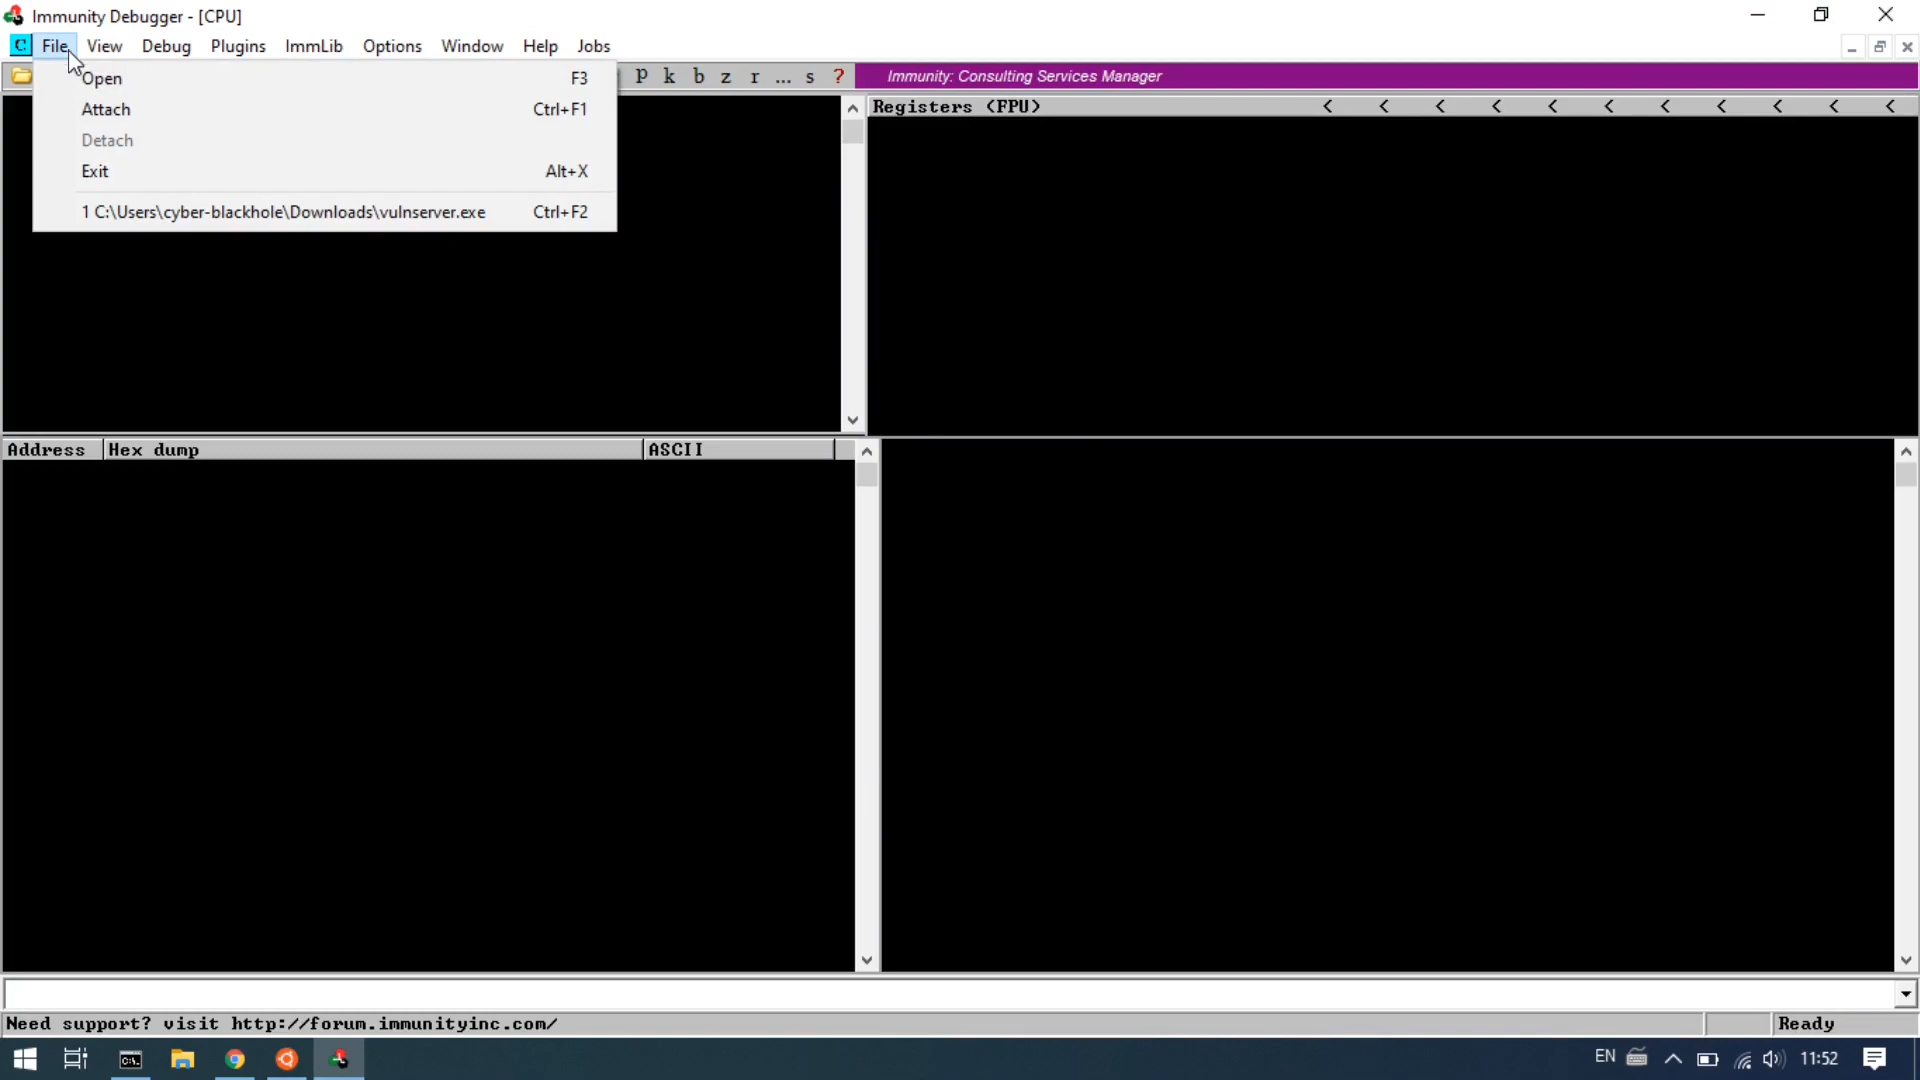 Immunity Debugger - [CPU]
C File View Debug Plugins ImmLib Options Window Help Jobs
p k b z r ... s ? Immunity: Consulting Services Manager
Open F3
Attach Ctrl+F1
Detach
Exit Alt+X
1 C:\Users\cyber-blackhole\Downloads\vulnserver.exe Ctrl+F2
Registers (FPU) < < < < < < < < < < <
Address Hex dump ASCII
Need support? visit http://forum.immunityinc.com/ Ready
EN 11:52